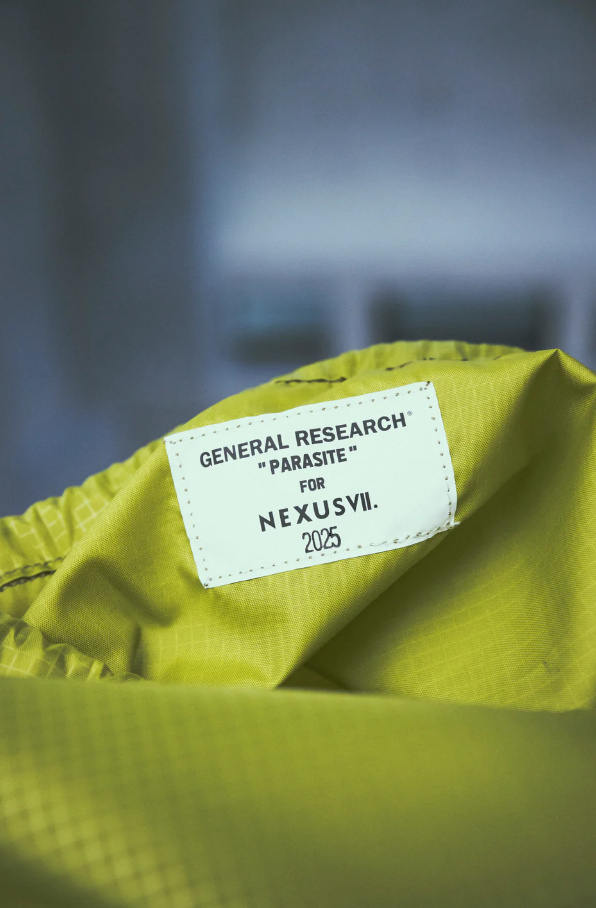 GENERAL RESEARCH®
"PARASITE"
FOR
NEXUSVII.
2025